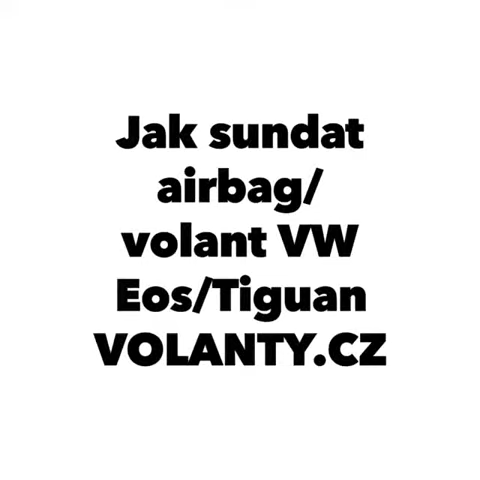 Jak sundat
airbag/
volant VW
Eos/Tiguan
VOLANTY.CZ